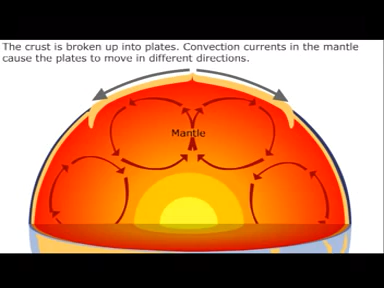 The crust is broken up into plates. Convection currents in the mantle
cause the plates to move in different directions.
Mantle